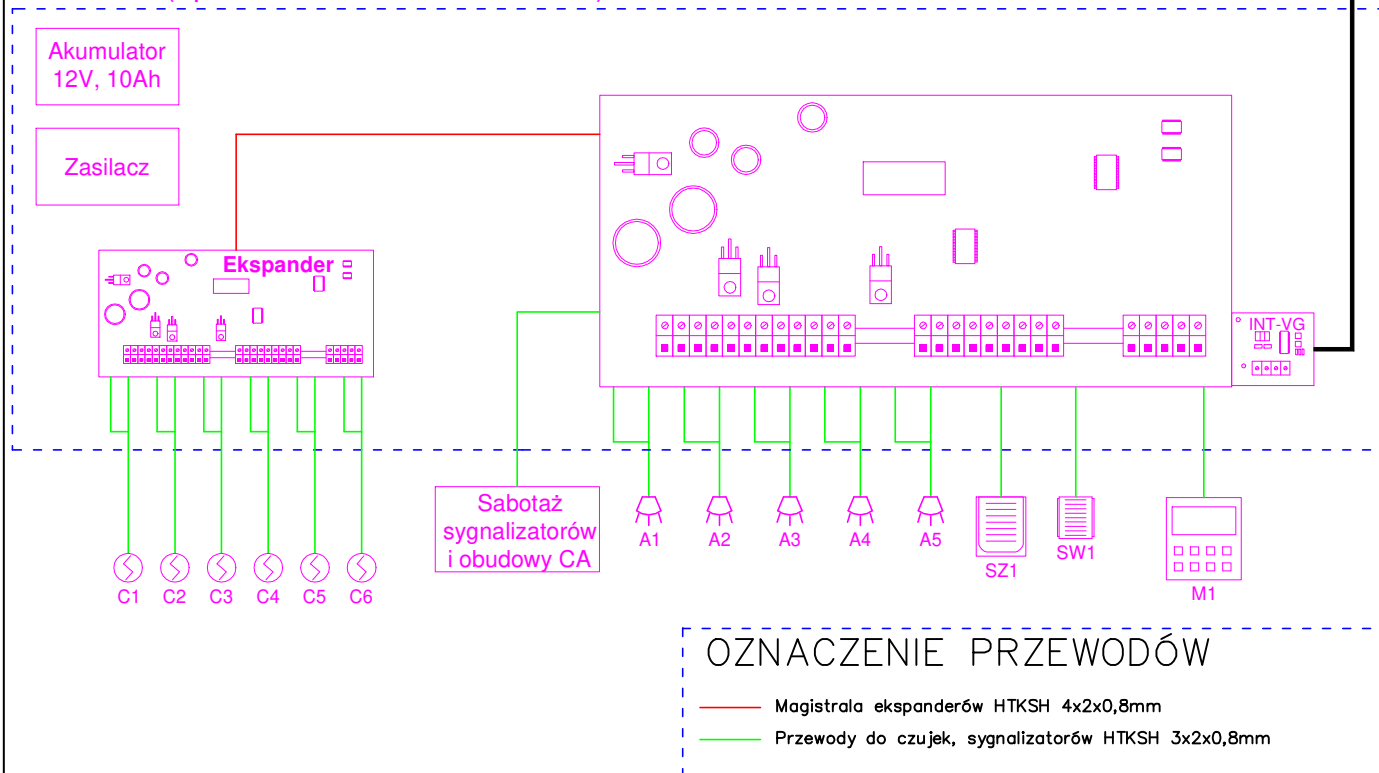 Akumulator
12V, 10Ah
Zasilacz
Ekspander
INT-VG
Sabotaż
sygnalizatorów
i obudowy CA
A1 A2 A3 A4 A5 SZ1 SW1 M1
C1 C2 C3 C4 C5 C6
OZNACZENIE PRZEWODÓW
Magistrala ekspanderów HTKSH 4x2x0,8mm
Przewody do czujek, sygnalizatorów HTKSH 3x2x0,8mm